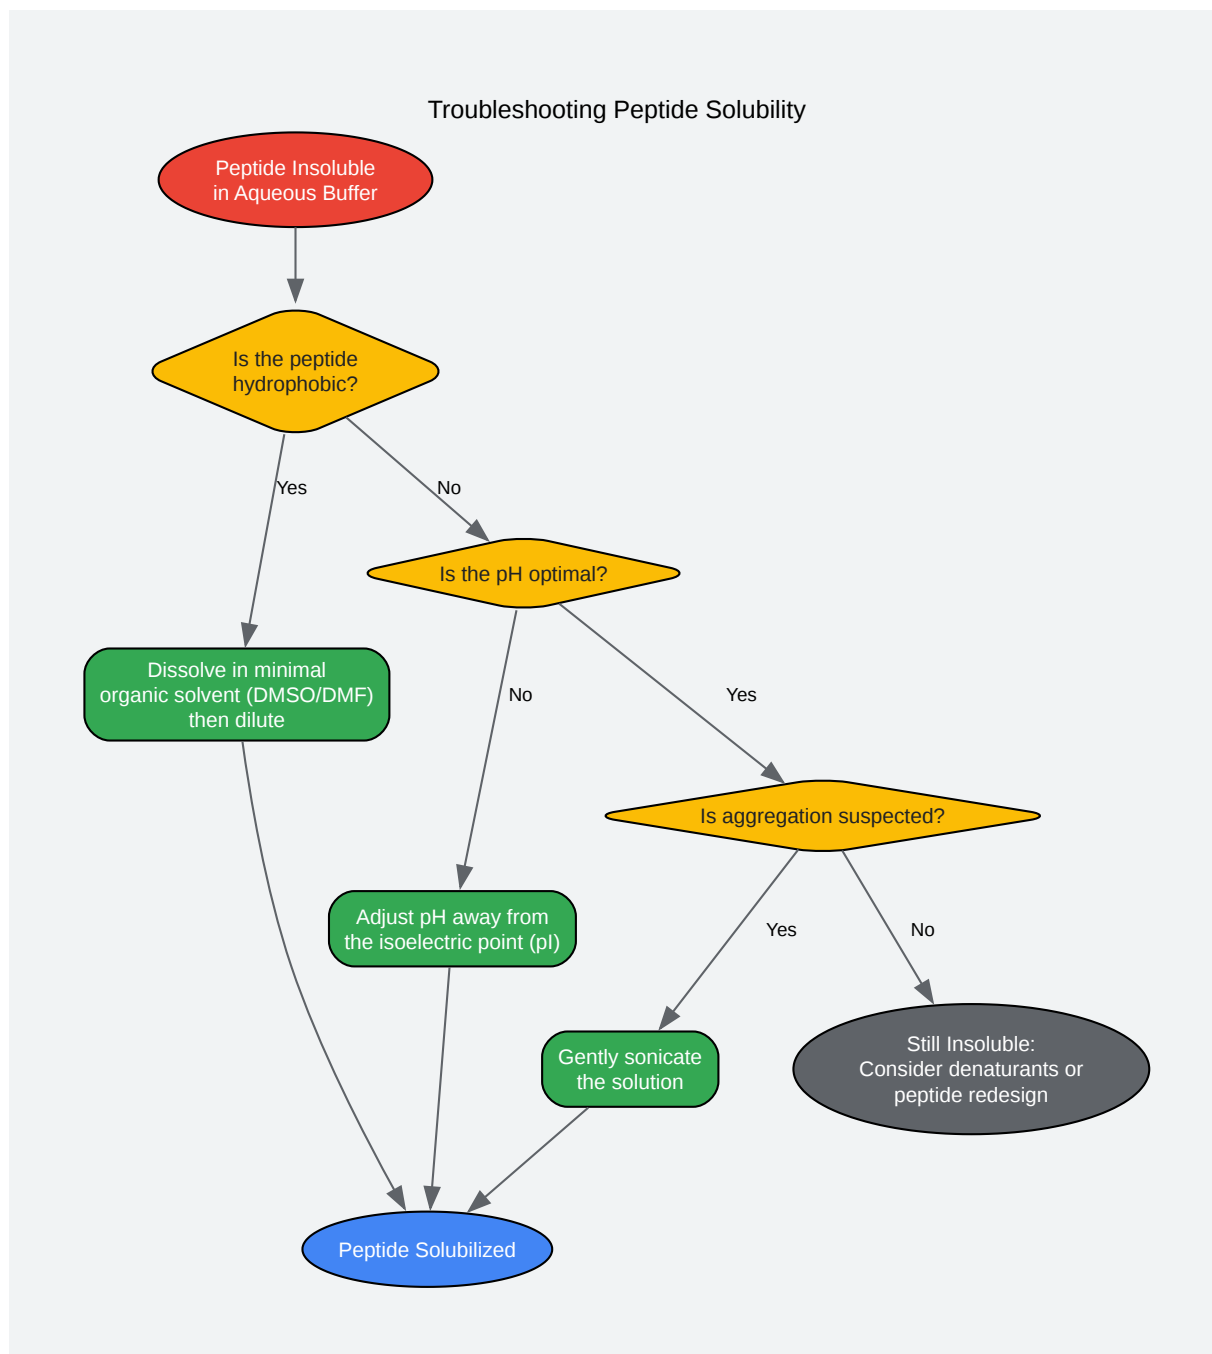 Troubleshooting Peptide Solubility
Peptide Insoluble
in Aqueous Buffer
Is the peptide
hydrophobic?
Yes
No
Is the pH optimal?
Dissolve in minimal
organic solvent (DMSO/DMF)
then dilute
No
Yes
Is aggregation suspected?
Adjust pH away from
the isoelectric point (pI)
Yes
No
Gently sonicate
the solution
Still Insoluble:
Consider denaturants or
peptide redesign
Peptide Solubilized